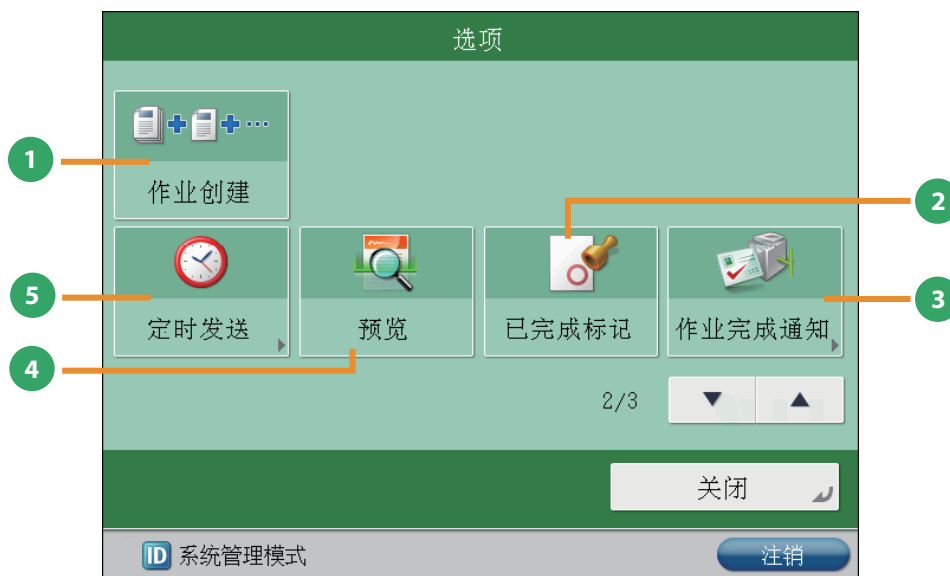 选项
1
作业创建
2
5
定时发送
预览
已完成标记
作业完成通知
3
4
2/3
关闭
ID 系统管理模式
注销